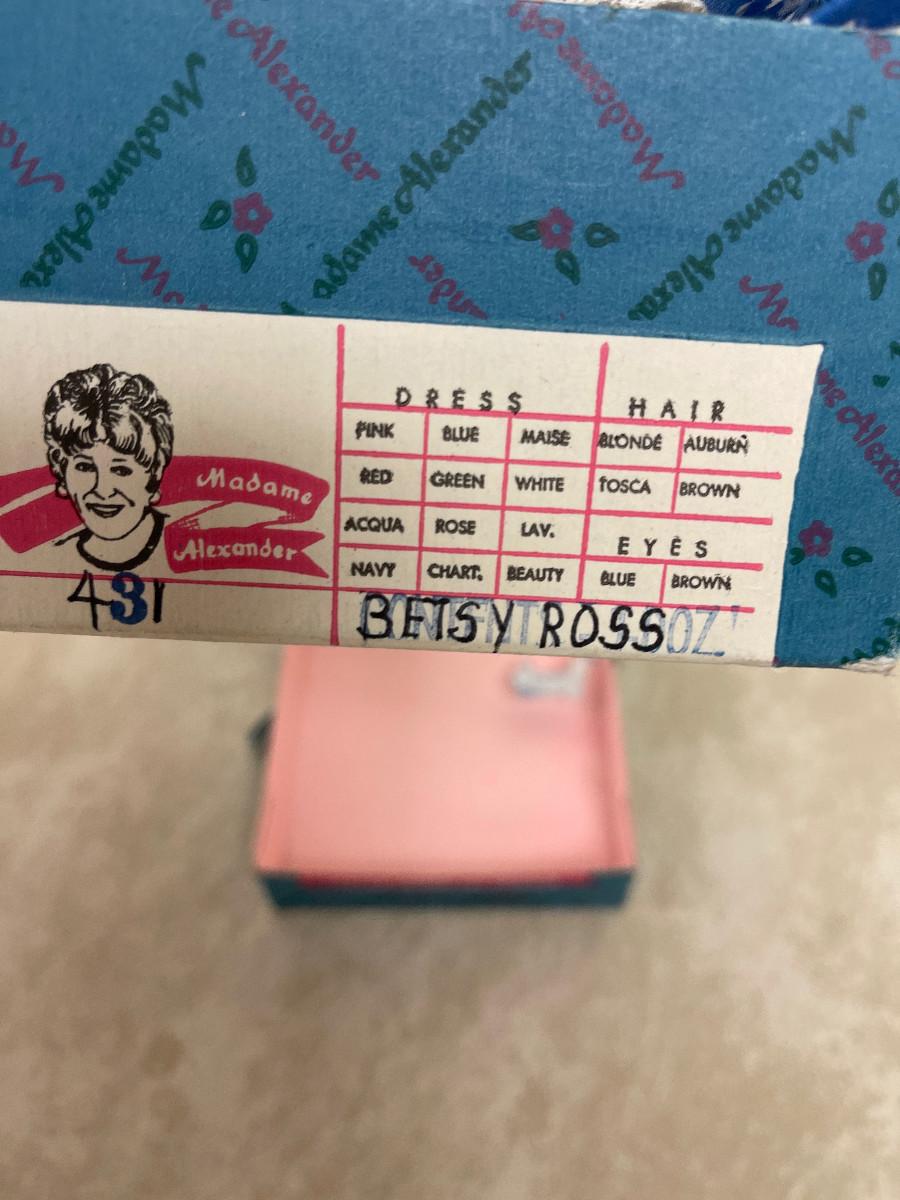 Madame Alexander
Madame Alexander
Madame Alexander
Madame Alexander
Madame
Alexander
431
DRESS
PINK BLUE MAISE
RED GREEN WHITE
ACQUA ROSE LAV.
NAVY CHART. BEAUTY
HAIR
BLONDE AUBURN
TOSCA BROWN
EYES
BLUE BROWN
BETSY ROSS